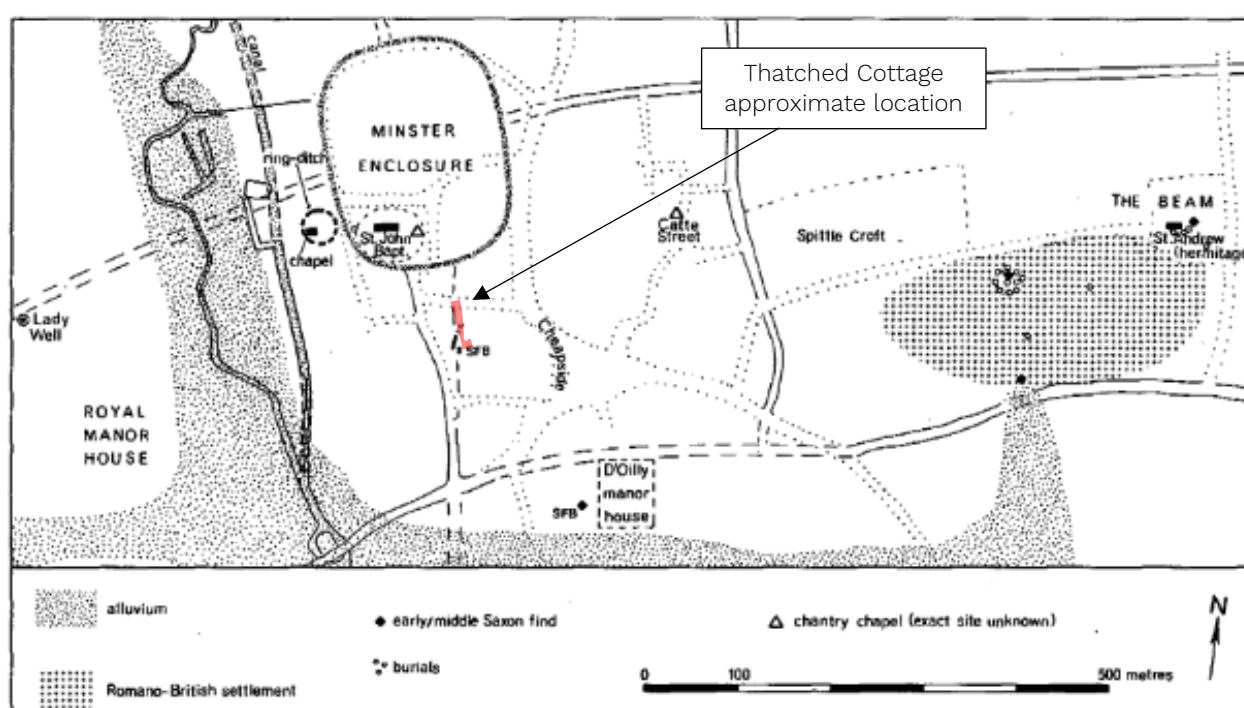 canal
Thatched Cottage
approximate location
MINSTER
ENCLOSURE
ring-ditch
THE BEAM
St. John
Bapt.
Catte
Street
Spittle Croft
St. Andrew
(hermitage)
chapel
Lady
Well
Cheapside
SFB
ROYAL
MANOR
HOUSE
D'Oilly
manor
house
SFB
alluvium
early/middle Saxon find
chantry chapel (exact site unknown)
N
burials
0 100 500 metres
Romano-British settlement